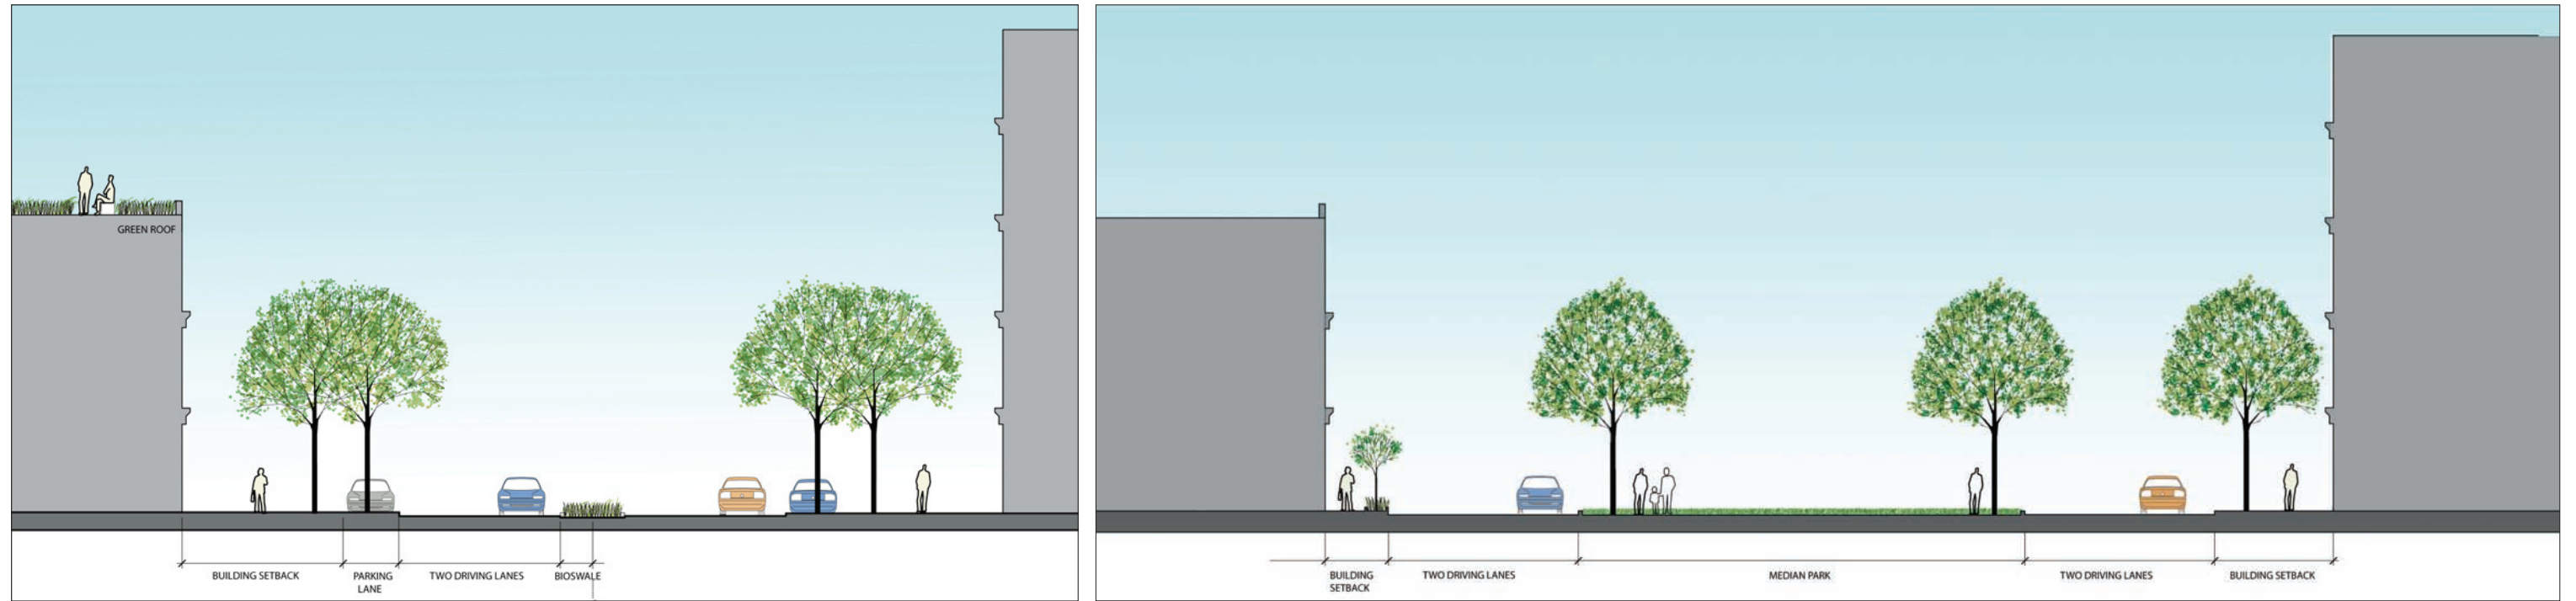 GREEN ROOF
BUILDING SETBACK
PARKING
LANE
TWO DRIVING LANES
BIOSWALE
BUILDING
SETBACK
TWO DRIVING LANES
MEDIAN PARK
TWO DRIVING LANES
BUILDING SETBACK